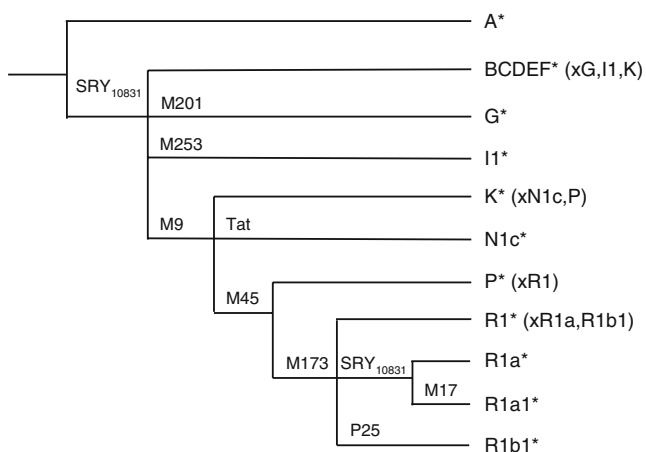 A*
BCDEF* (xG,I1,K)
SRY10831
M201
G*
M253
I1*
K* (xN1c,P)
M9
Tat
N1c*
P* (xR1)
M45
R1* (xR1a,R1b1)
M173
SRY10831
R1a*
M17
R1a1*
P25
R1b1*